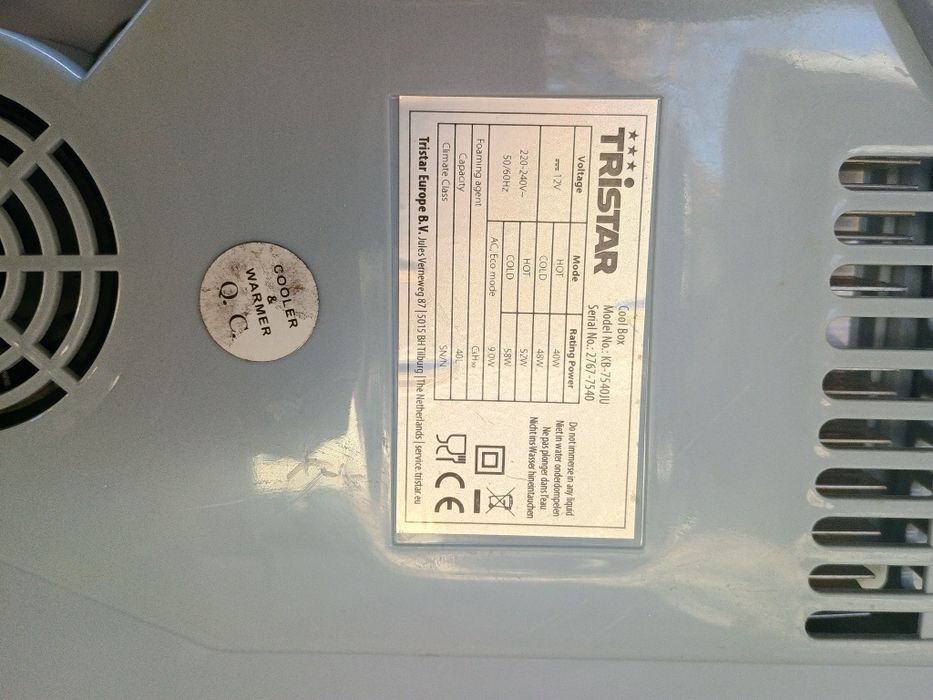 TRISTAR
Cool Box
Model No.: KB-7540JU
Serial No.: 2767-7540
Voltage Mode Rating Power
12V HOT 40W
COLD 48W
220-240V~ 50/60Hz HOT 52W
COLD 58W
AC, Eco mode 9.0W
Foaming agent C₅H₁₀
Capacity 40L
Climate Class SN/N
Tristar Europe B.V. Jules Verneweg 87 | 5015 BH Tilburg | The Netherlands | service.tristar.eu
Do not immerse in any liquid
Niet in water onderdompelen
Ne pas plonger dans l'eau
Nicht ins Wasser hineintauchen
CE
COOLER
&
WARMER
Q. C.